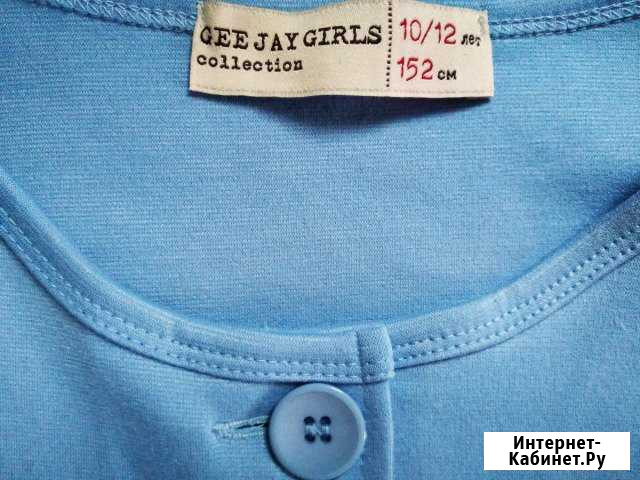 GEE JAY GIRLS
collection
10/12 лет
152 см
Интернет-
Кабинет.Ру